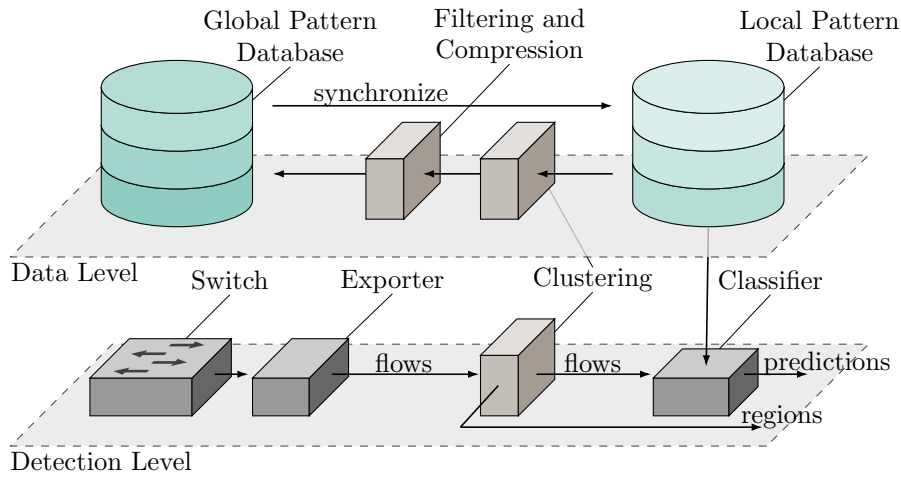 Global Pattern
Database
Filtering and
Compression
Local Pattern
Database
synchronize
Data Level
Switch
Exporter
Clustering
Classifier
flows
flows
predictions
regions
Detection Level